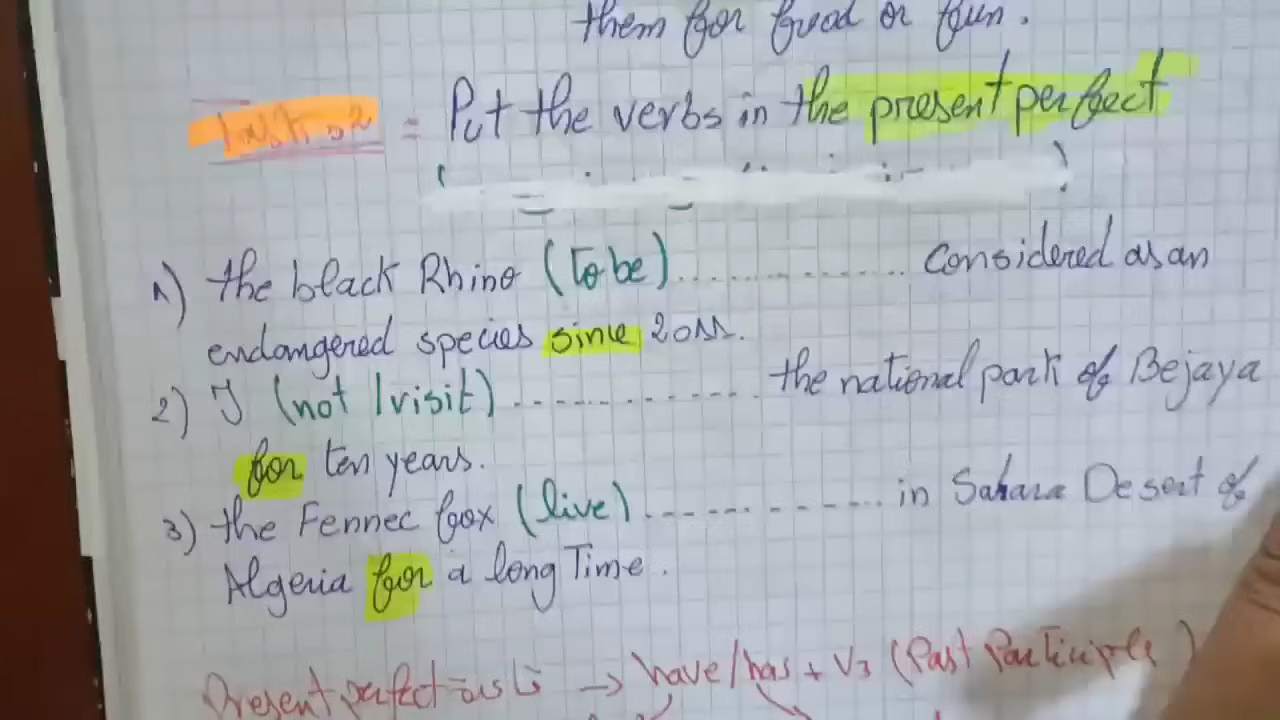 them for food or fun.
Task 02 = Put the verbs in the present perfect
1) the black Rhino (to be)............... considered as an
endangered species since 2011.
2) I (not / visit) .............. the national park of Bejaya
for ten years.
3) the Fennec fox (live) .............. in Sahara Desert of
Algeria for a long Time.
Present perfect → have/has + V3 (Past Participle)